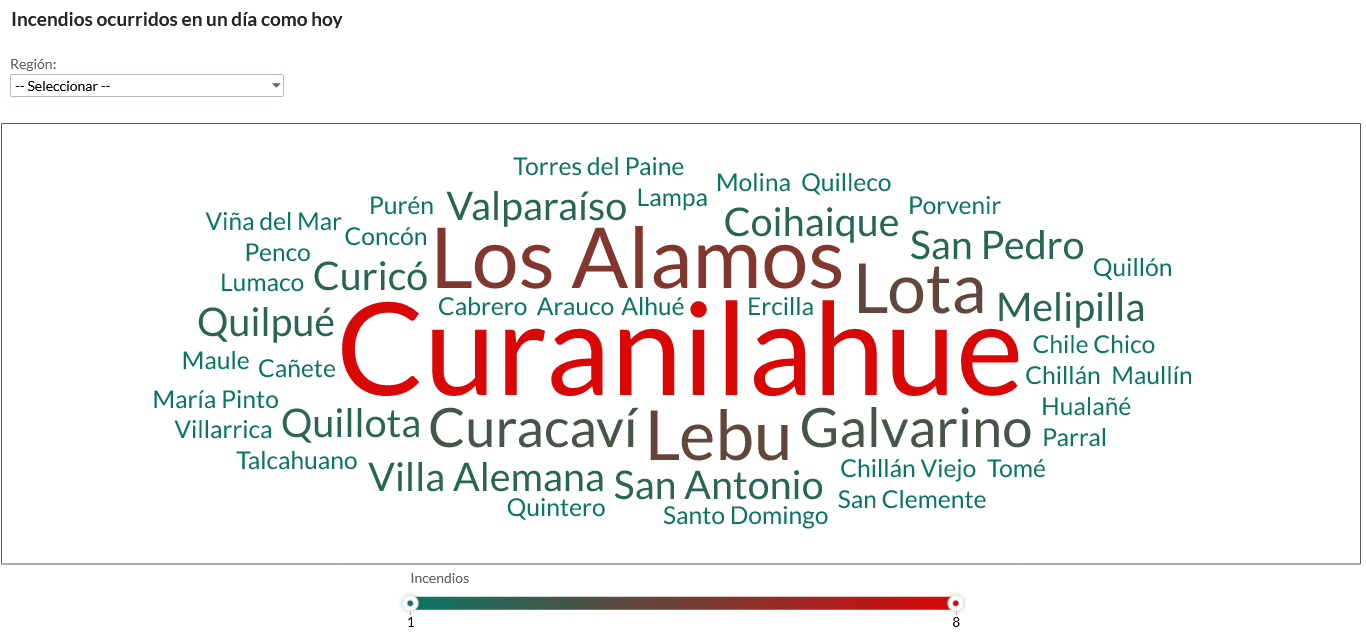 Incendios ocurridos en un día como hoy
Región:
-- Seleccionar --
Torres del Paine
Molina Quilleco
Purén Valparaíso Lampa
Viña del Mar Coihaique Porvenir
Concón
Penco Los Alamos San Pedro
Lumaco Curicó Quillón
Lota
Cabrero Arauco Alhué Ercilla Melipilla
Quilpué
Curanilahue
Chile Chico
Maule Cañete
Chillán Maullín
María Pinto Hualañé
Villarrica Quillota Curacaví Lebu Galvarino Parral
Talcahuano Villa Alemana Chillán Viejo Tomé
San Antonio
Quintero San Clemente
Santo Domingo
Incendios
1 8